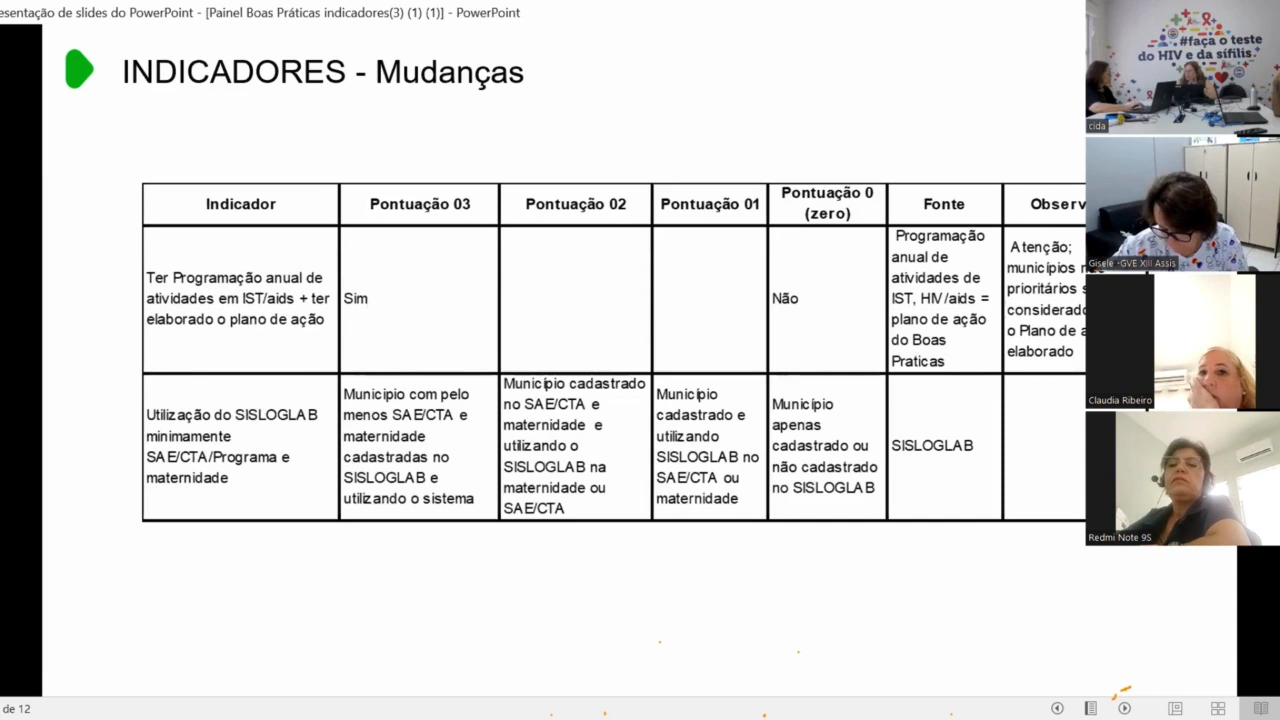 esentação de slides do PowerPoint - [Painel Boas Práticas indicadores(3) (1) (1)] - PowerPoint
INDICADORES - Mudanças
Indicador
Pontuação 03
Pontuação 02
Pontuação 01
Pontuação 0
(zero)
Fonte
Observ
Ter Programação anual de
atividades em IST/aids + ter
elaborado o plano de ação
Sim
Não
Programação
anual de
atividades de
IST, HIV/aids =
plano de ação
do Boas
Praticas
Atenção;
municípios
prioritários s
considerado
o Plano de a
elaborado
Utilização do SISLOGLAB
minimamente
SAE/CTA/Programa e
maternidade
Municipio com pelo
menos SAE/CTA e
maternidade
cadastradas no
SISLOGLAB e
utilizando o sistema
Município cadastrado
no SAE/CTA e
maternidade e
utilizando o
SISLOGLAB na
maternidade ou
SAE/CTA
Município
cadastrado e
utilizando
SISLOGLAB no
SAE/CTA ou
maternidade
Município
apenas
cadastrado ou
não cadastrado
no SISLOGLAB
SISLOGLAB
#faça o teste
do HIV e da sífilis.
cida
Gisele -GVE XIII Assis
Claudia Ribeiro
Redmi Note 9S
de 12